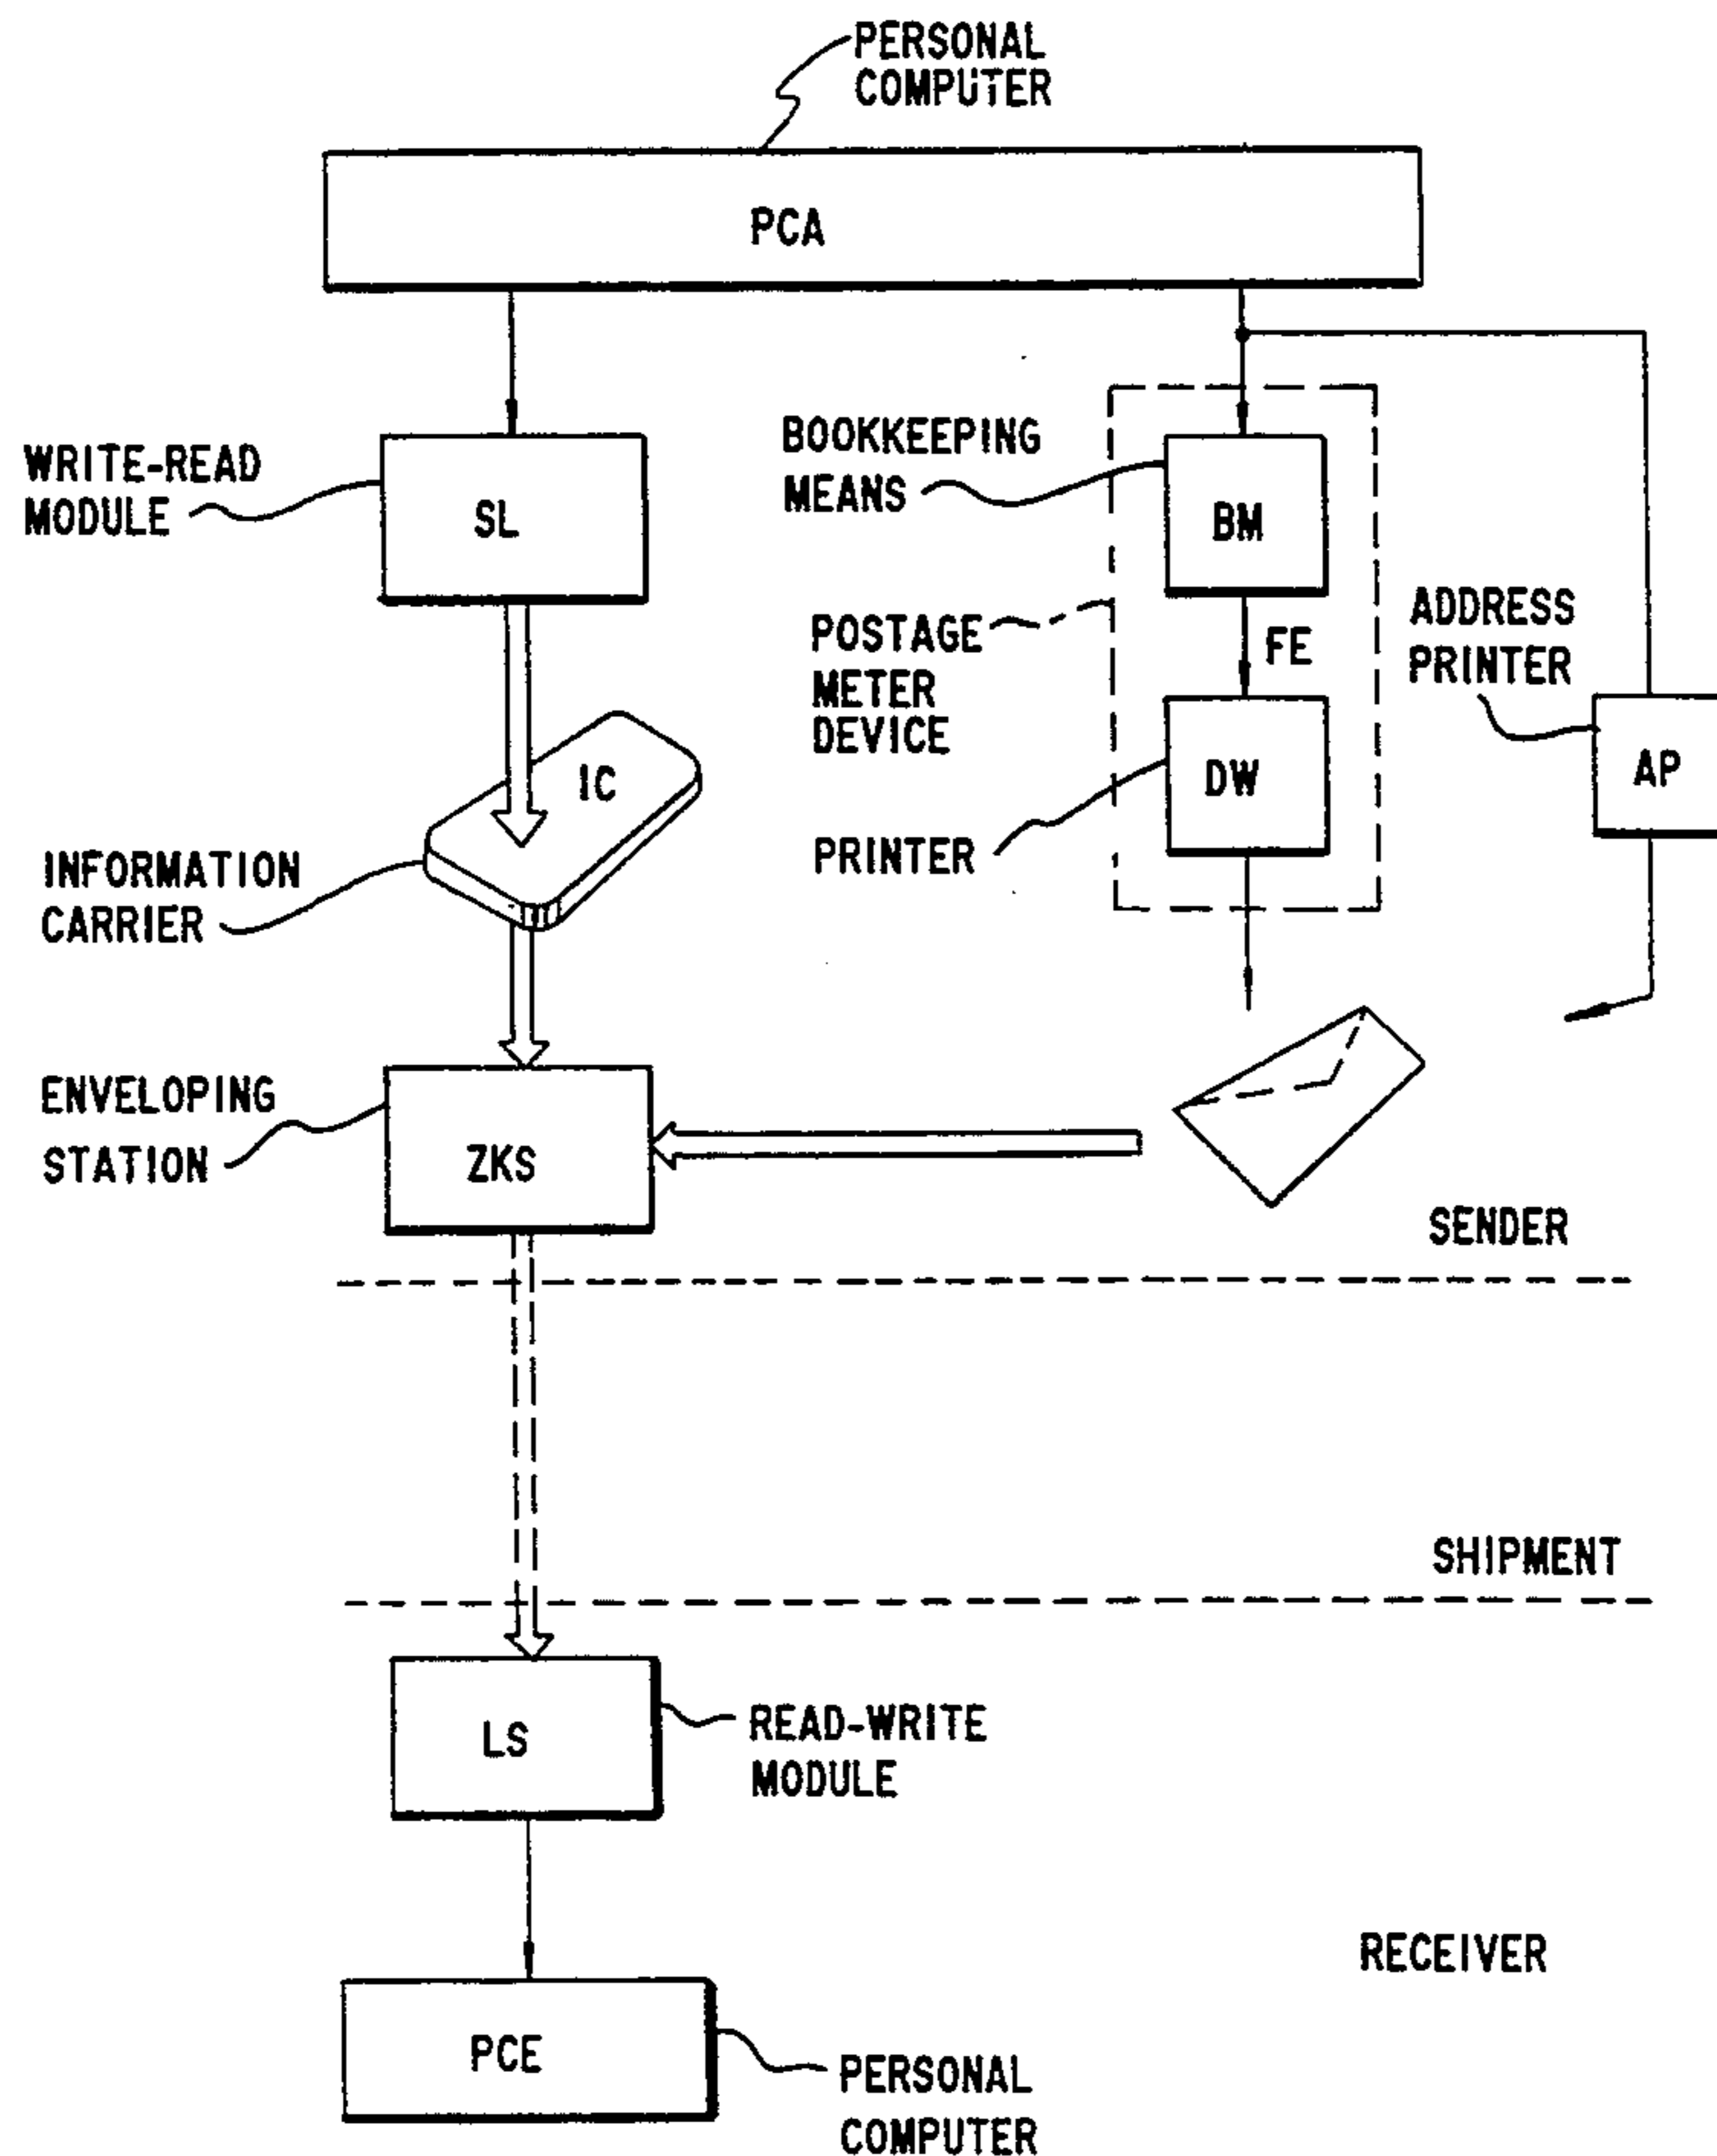 PERSONAL
COMPUTER
PCA
WRITE-READ
MODULE
SL
BOOKKEEPING
MEANS
BM
POSTAGE
METER
DEVICE
FE
ADDRESS
PRINTER
AP
IC
DW
PRINTER
INFORMATION
CARRIER
ENVELOPING
STATION
ZKS
SENDER
SHIPMENT
LS
READ-WRITE
MODULE
RECEIVER
PCE
PERSONAL
COMPUTER